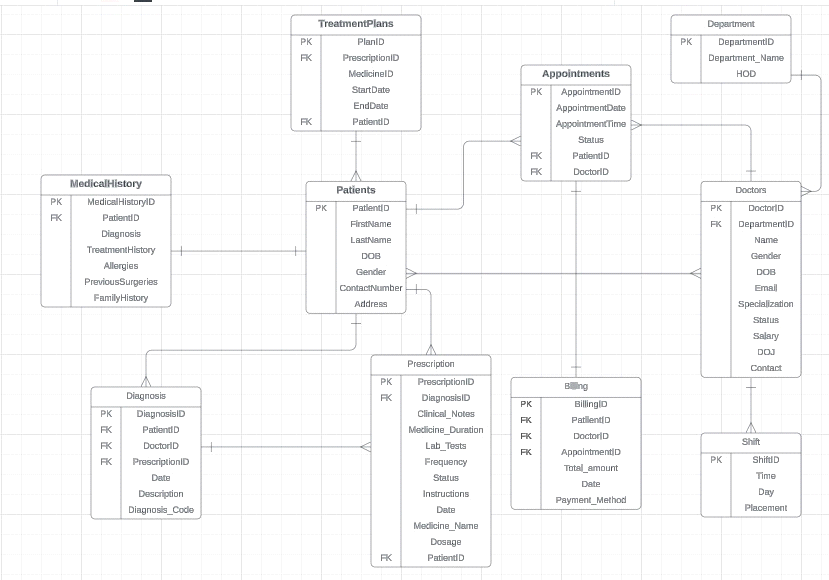 TreatmentPlans
PK PlanID
FK PrescriptionID
MedicineID
StartDate
EndDate
FK PatientID
Department
PK DepartmentID
Department_Name
HOD
Appointments
PK AppointmentID
AppointmentDate
AppointmentTime
Status
FK PatientID
FK DoctorID
MedicalHistory
PK MedicalHistoryID
FK PatientID
Diagnosis
TreatmentHistory
Allergies
PreviousSurgeries
FamilyHistory
Patients
PK PatientID
FirstName
LastName
DOB
Gender
ContactNumber
Address
Doctors
PK DoctorID
FK DepartmentID
Name
Gender
DOB
Email
Specialization
Status
Salary
DOJ
Contact
Diagnosis
PK DiagnosisID
FK PatientID
FK DoctorID
FK PrescriptionID
Date
Description
Diagnosis_Code
Prescription
PK PrescriptionID
FK DiagnosisID
Clinical_Notes
Medicine_Duration
Lab_Tests
Frequency
Status
Instructions
Date
Medicine_Name
Dosage
FK PatientID
Billing
PK BillingID
FK PatientID
FK DoctorID
FK AppointmentID
Total_amount
Date
Payment_Method
Shift
PK ShiftID
Time
Day
Placement